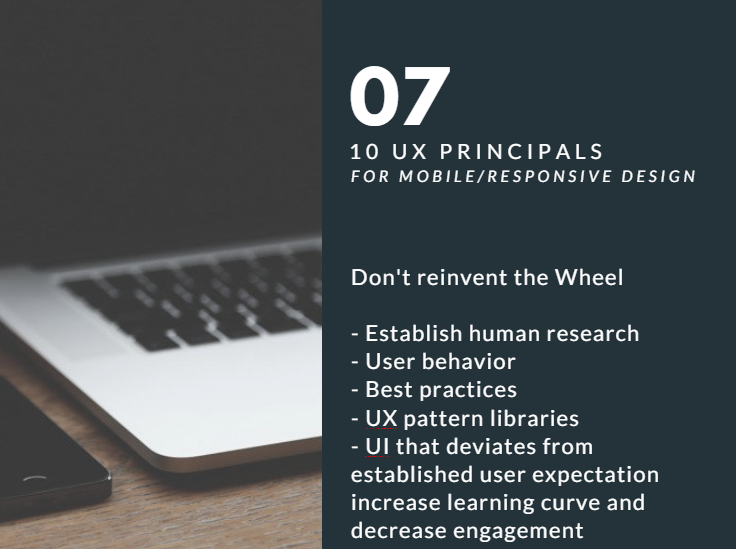 07
10 UX PRINCIPALS
FOR MOBILE/RESPONSIVE DESIGN
Don't reinvent the Wheel
- Establish human research
- User behavior
- Best practices
- UX pattern libraries
- UI that deviates from
established user expectation
increase learning curve and
decrease engagement